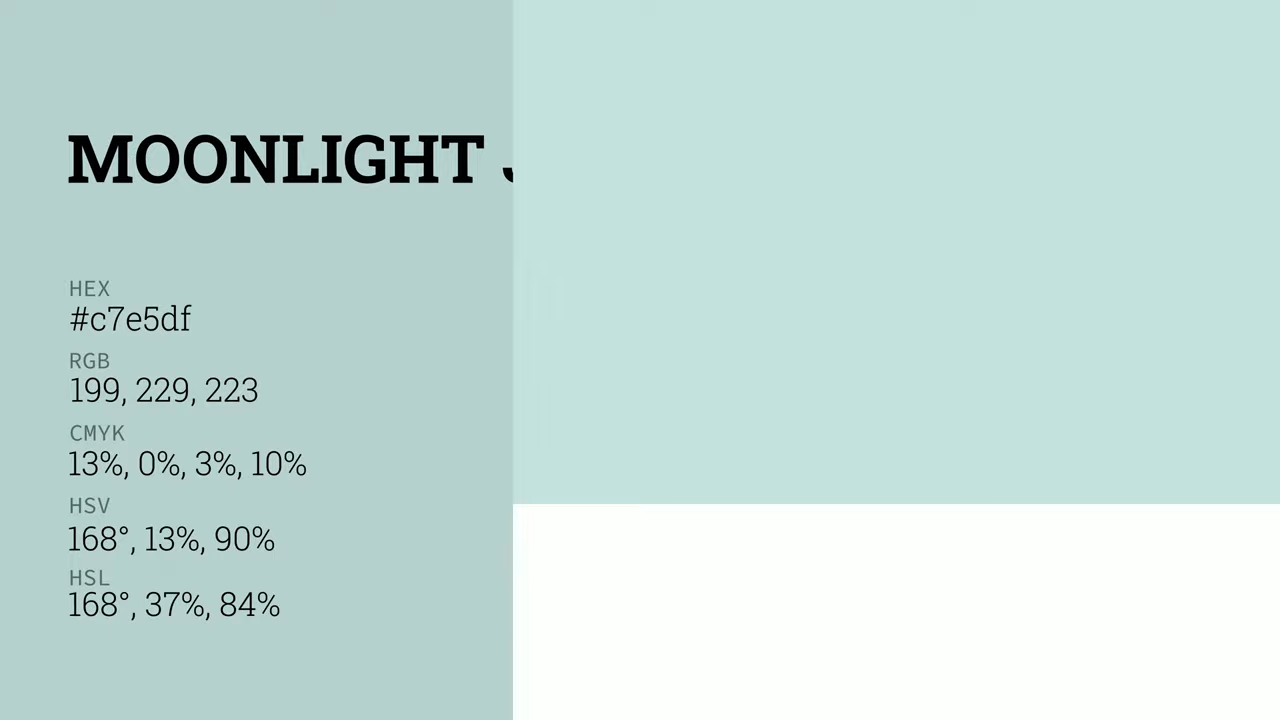 MOONLIGHT
HEX
#c7e5df
RGB
199, 229, 223
CMYK
13%, 0%, 3%, 10%
HSV
168°, 13%, 90%
HSL
168°, 37%, 84%